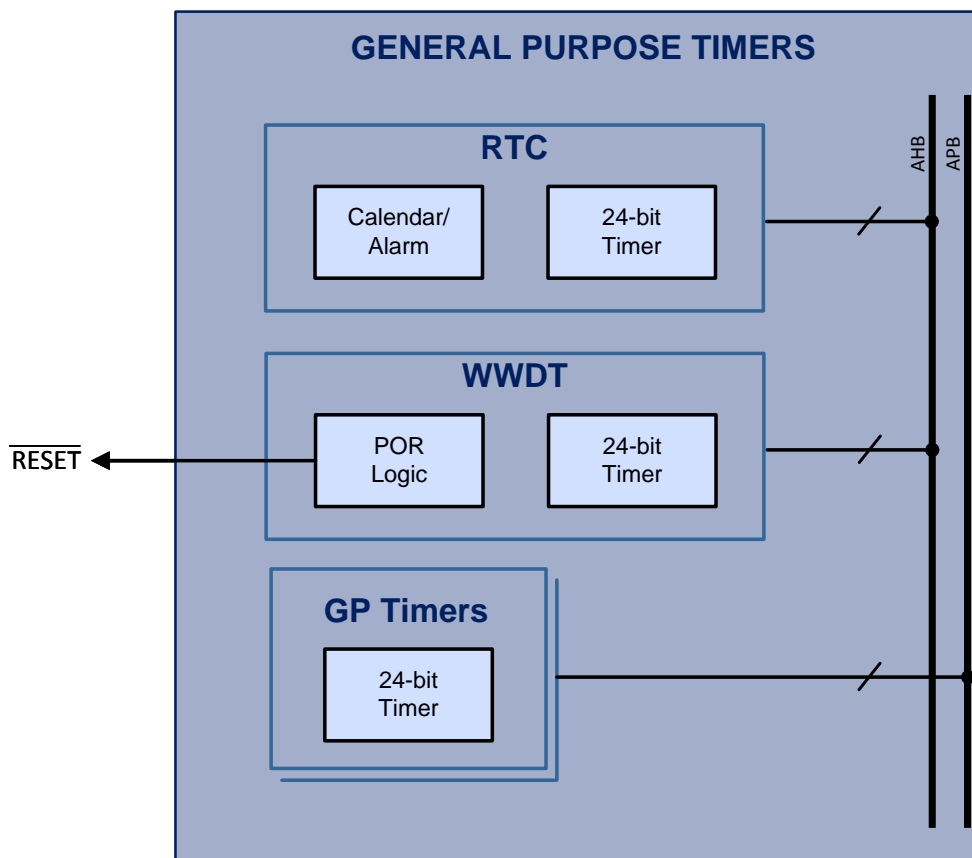 GENERAL PURPOSE TIMERS
AHB
APB
RTC
Calendar/
Alarm
24-bit
Timer
WWDT
RESET
POR
Logic
24-bit
Timer
GP Timers
24-bit
Timer